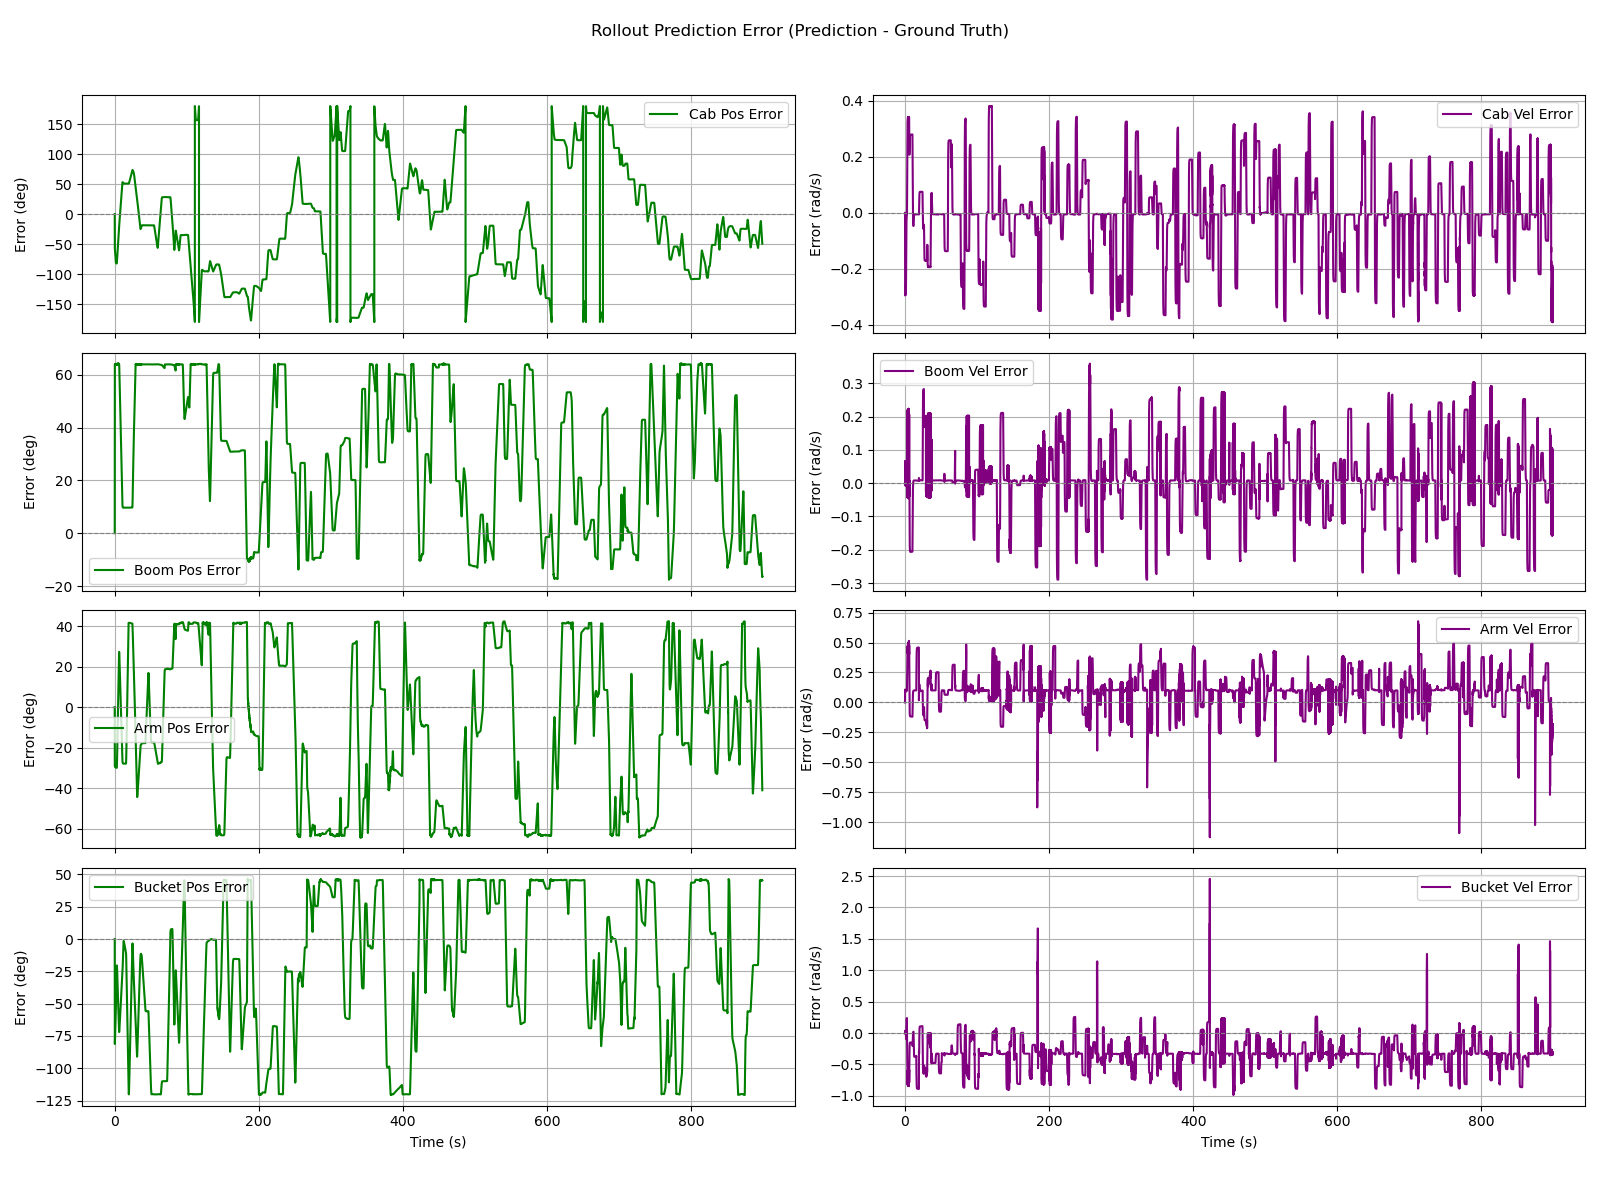 Rollout Prediction Error (Prediction - Ground Truth)
Error (deg)
150
100
50
0
−50
−100
−150
Cab Pos Error
Error (rad/s)
0.4
0.2
0.0
−0.2
−0.4
Cab Vel Error
Error (deg)
60
40
20
0
−20
Boom Pos Error
Error (rad/s)
0.3
0.2
0.1
0.0
−0.1
−0.2
−0.3
Boom Vel Error
Error (deg)
40
20
0
−20
−40
−60
Arm Pos Error
Error (rad/s)
0.75
0.50
0.25
0.00
−0.25
−0.50
−0.75
−1.00
Arm Vel Error
Error (deg)
50
25
0
−25
−50
−75
−100
−125
Bucket Pos Error
0 200 400 600 800
Time (s)
Error (rad/s)
2.5
2.0
1.5
1.0
0.5
0.0
−0.5
−1.0
Bucket Vel Error
0 200 400 600 800
Time (s)